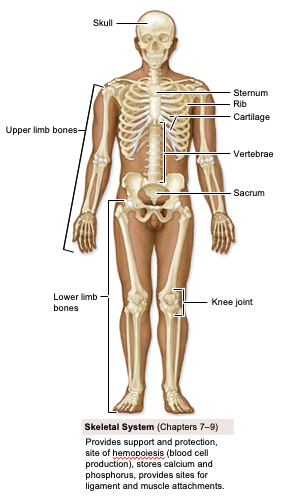 Skull
Sternum
Rib
Cartilage
Upper limb bones
Vertebrae
Sacrum
Lower limb
bones
Knee joint
Skeletal System (Chapters 7–9)
Provides support and protection,
site of hemopoiesis (blood cell
production), stores calcium and
phosphorus, provides sites for
ligament and muscle attachments.